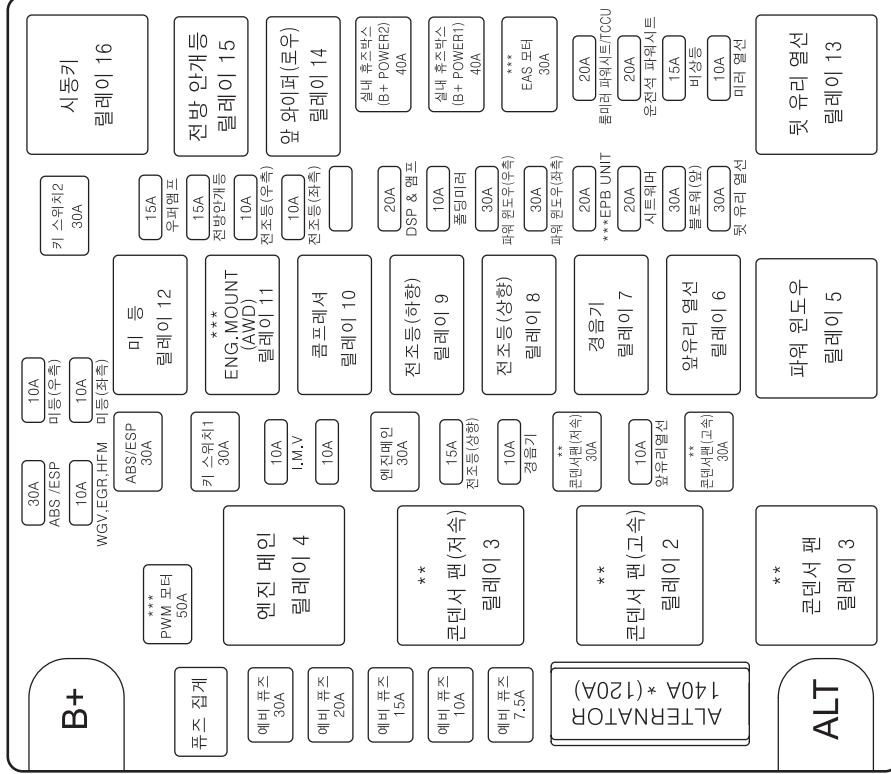 시동키
릴레이 16
전방 안개등
릴레이 15
앞 와이퍼(로우)
릴레이 14
실내 휴즈박스
(B+ POWER2)
40A
실내 휴즈박스
(B+ POWER1)
40A
***
EAS 모터
30A
20A
룸미러 파워시트/TCCU
20A
운전석 파워시트
15A
비상등
10A
미러 열선
뒷 유리 열선
릴레이 13
키 스위치2
30A
15A
우퍼앰프
15A
전방안개등
10A
전조등(우측)
10A
전조등(좌측)
20A
DSP & 앰프
10A
폴딩미러
30A
파워 윈도우(우측)
30A
파워 윈도우(좌측)
20A
***EPB UNIT
20A
시트워머
30A
블로워(앞)
30A
뒷 유리 열선
미 등
릴레이 12
***
ENG.MOUNT
(AWD)
릴레이 11
콤프레셔
릴레이 10
전조등(하향)
릴레이 9
전조등(상향)
릴레이 8
경음기
릴레이 7
앞유리 열선
릴레이 6
파워 윈도우
릴레이 5
10A
미등(우측)
10A
미등(좌측)
30A
ABS /ESP
10A
WGV,EGR,HFM
ABS/ESP
30A
키 스위치1
30A
10A
I.M.V
10A
엔진메인
30A
15A
전조등(상향)
10A
경음기
**
콘덴서팬(저속)
30A
10A
앞유리열선
**
콘덴서팬(고속)
30A
***
PWM 모터
50A
엔진 메인
릴레이 4
**
콘덴서 팬(저속)
릴레이 3
**
콘덴서 팬(고속)
릴레이 2
**
콘덴서 팬
릴레이 3
B+
퓨즈 집게
예비 퓨즈
30A
예비 퓨즈
20A
예비 퓨즈
15A
예비 퓨즈
10A
예비 퓨즈
7.5A
ALTERNATOR
140A * (120A)
ALT